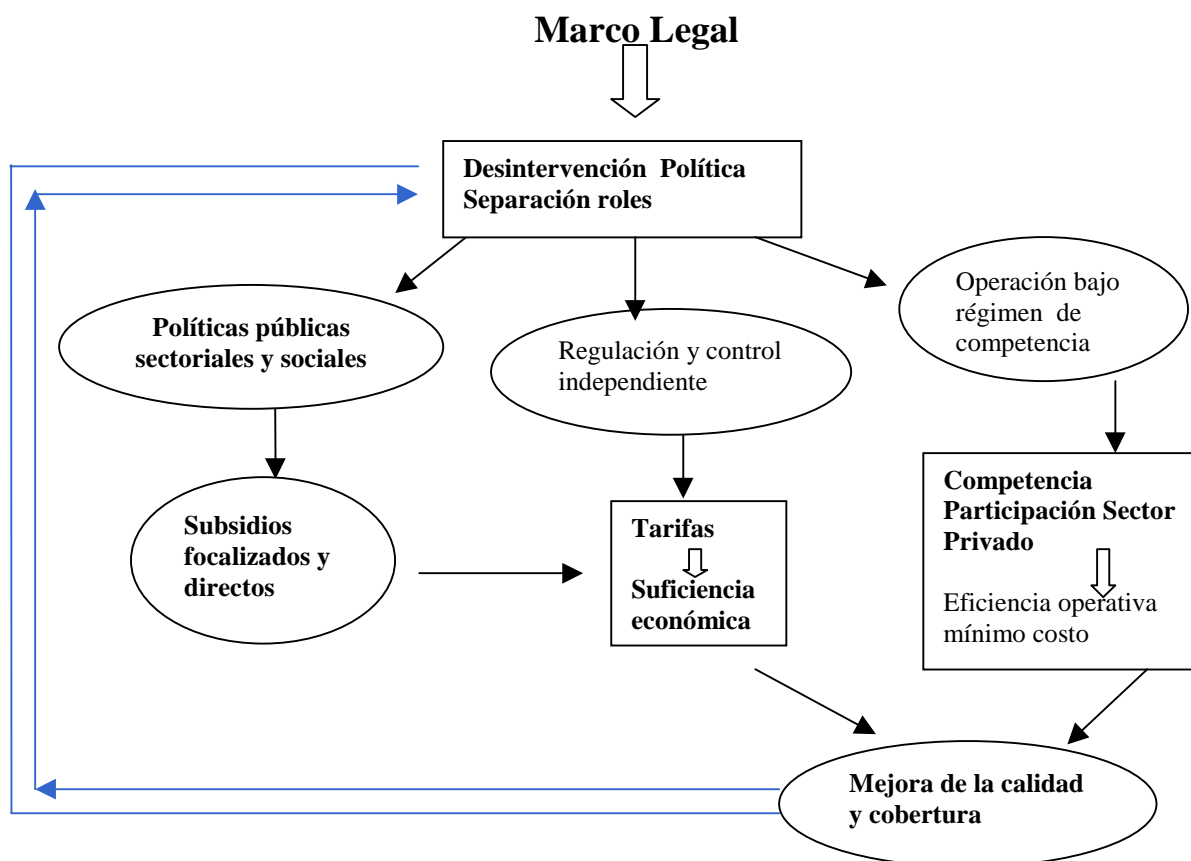 Marco Legal
Desintervención Política
Separación roles
Políticas públicas
sectoriales y sociales
Regulación y control
independiente
Operación bajo
régimen de
competencia
Subsidios
focalizados y
directos
Tarifas
Suficiencia
económica
Competencia
Participación Sector
Privado
Eficiencia operativa
mínimo costo
Mejora de la calidad
y cobertura